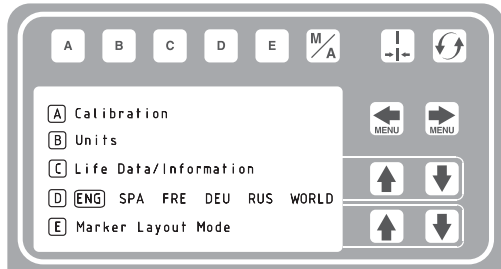 A B C D E M/A
MENU MENU
A Calibration
B Units
C Life Data/Information
D ENG SPA FRE DEU RUS WORLD
E Marker Layout Mode